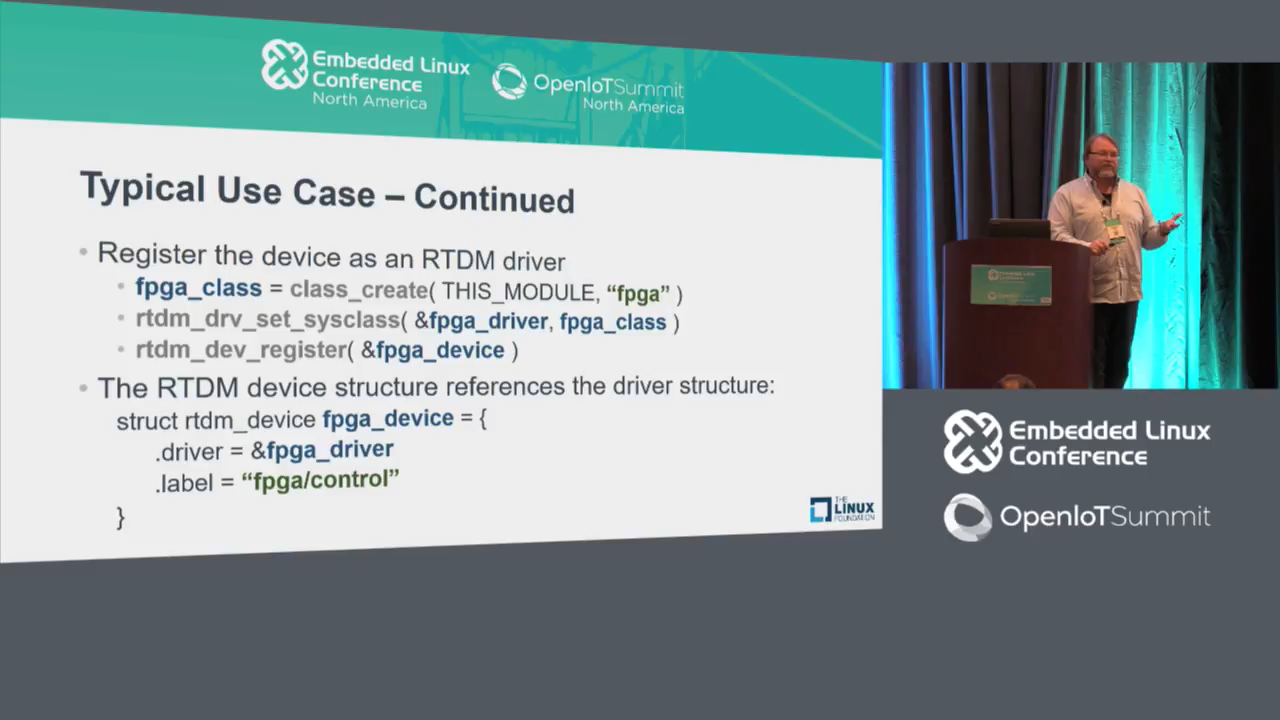 Embedded Linux
Conference
North America
OpenIoTSummit
North America
Typical Use Case – Continued
• Register the device as an RTDM driver
• fpga_class = class_create( THIS_MODULE, “fpga” )
• rtdm_drv_set_sysclass( &fpga_driver, fpga_class )
• rtdm_dev_register( &fpga_device )
• The RTDM device structure references the driver structure:
struct rtdm_device fpga_device = {
.driver = &fpga_driver
.label = “fpga/control”
}
THE
LINUX
FOUNDATION
Embedded Linux
Conference
OpenIoTSummit